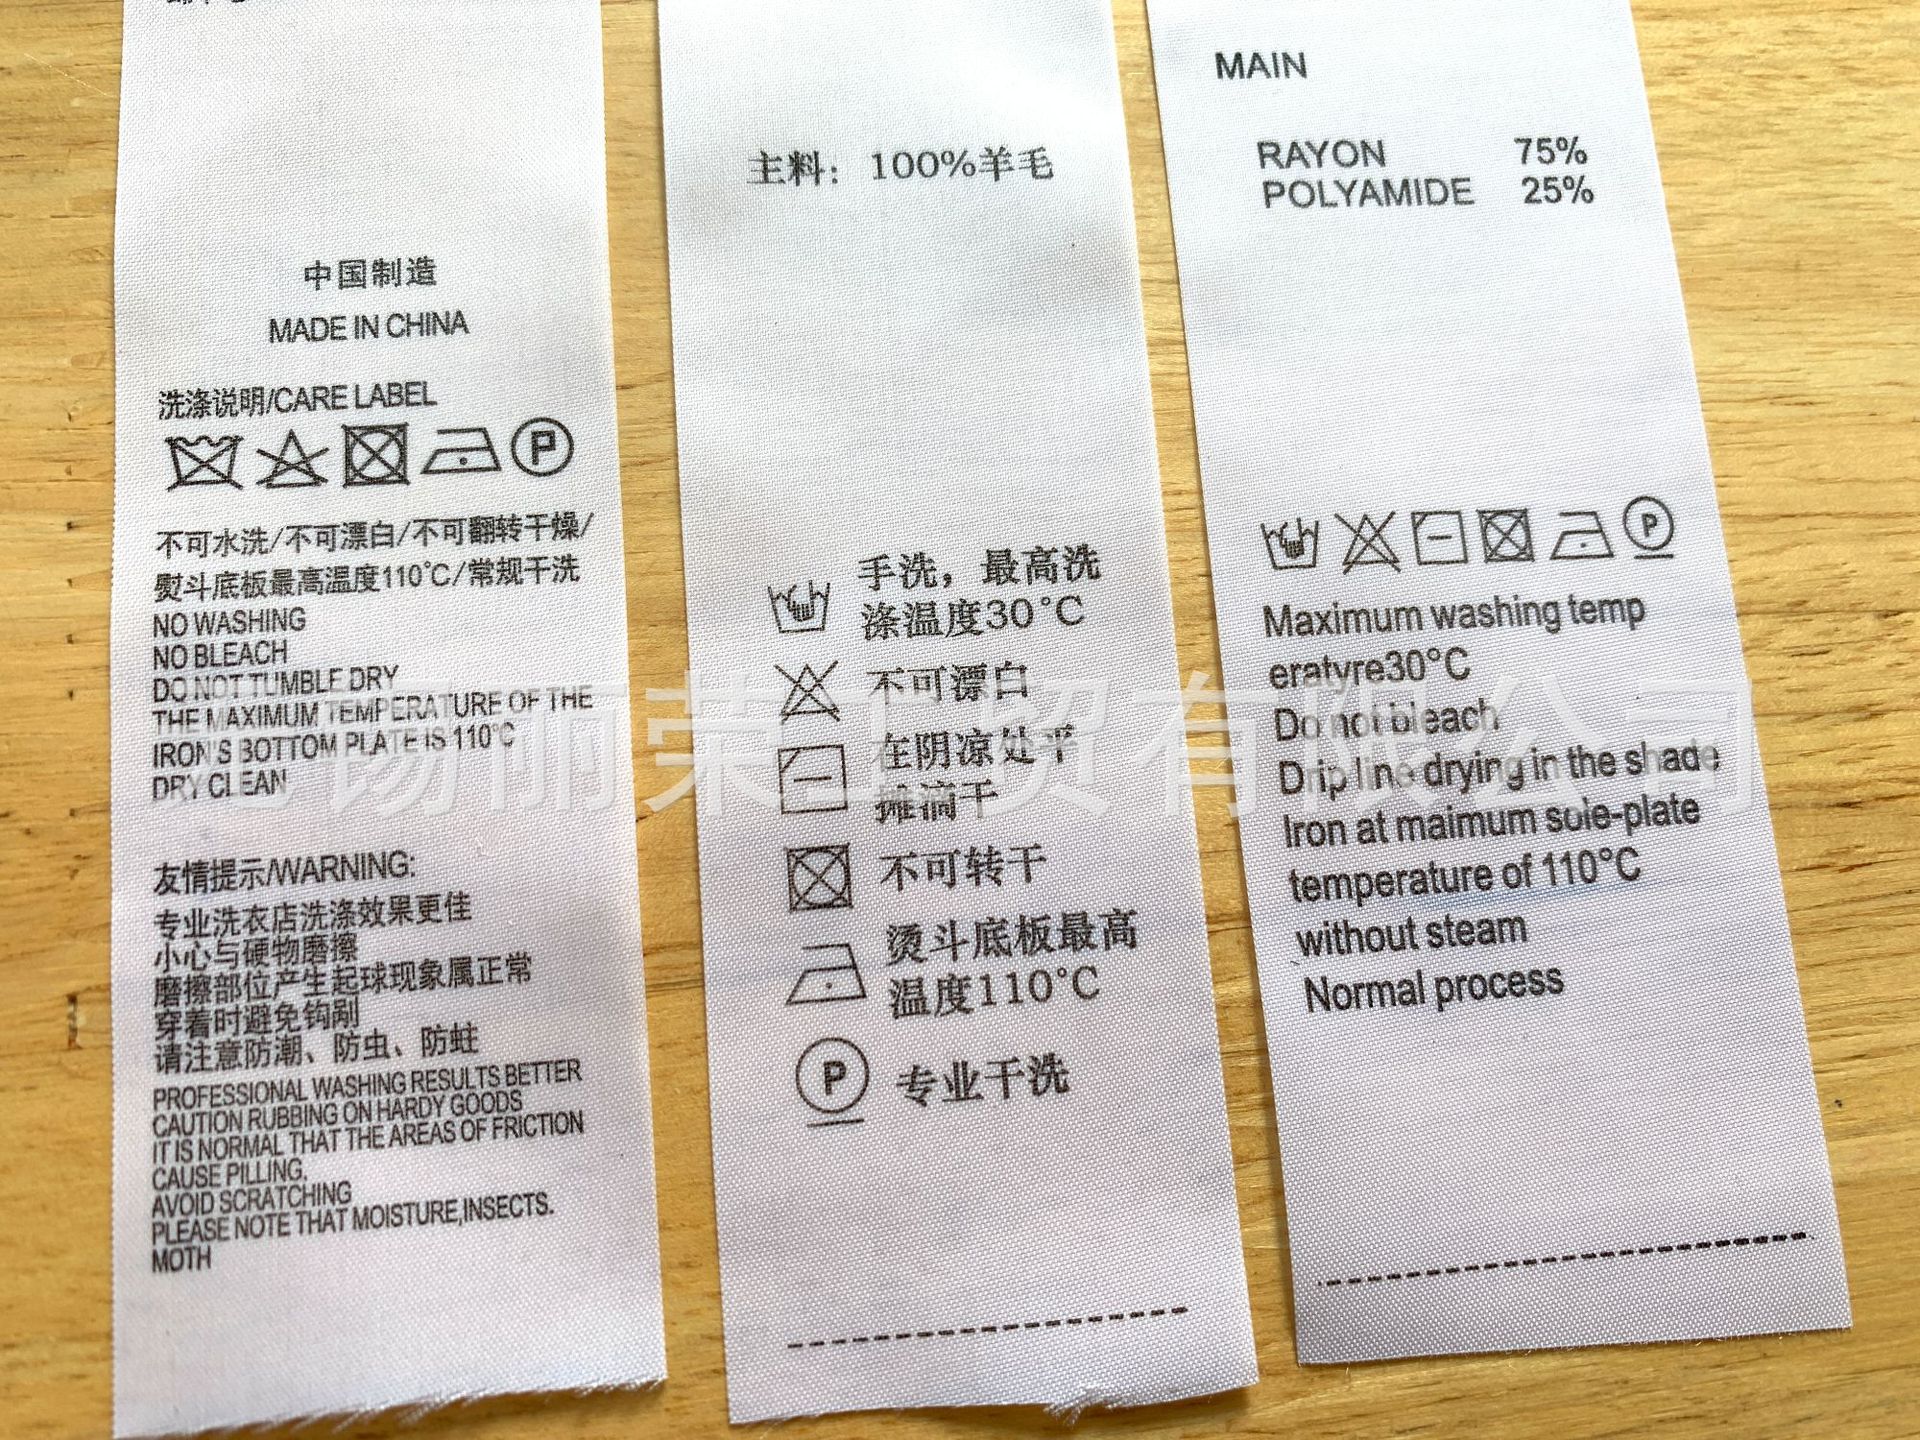 中国制造
MADE IN CHINA
洗涤说明/CARE LABEL
P
不可水洗/不可漂白/不可翻转干燥/
熨斗底板最高温度110°C/常规干洗
NO WASHING
NO BLEACH
DO NOT TUMBLE DRY
THE MAXIMUM TEMPERATURE OF THE
IRON'S BOTTOM PLATE IS 110°C
DRY CLEAN
友情提示/WARNING:
专业洗衣店洗涤效果更佳
小心与硬物磨擦
磨擦部位产生起球现象属正常
穿着时避免钩剐
请注意防潮、防虫、防蛀
PROFESSIONAL WASHING RESULTS BETTER
CAUTION RUBBING ON HARDY GOODS
IT IS NORMAL THAT THE AREAS OF FRICTION
CAUSE PILLING.
AVOID SCRATCHING
PLEASE NOTE THAT MOISTURE,INSECTS.
MOTH
主料：100%羊毛
手洗，最高洗
涤温度30°C
不可漂白
在阴凉处平
摊滴干
不可转干
烫斗底板最高
温度110°C
P 专业干洗
MAIN
RAYON 75%
POLYAMIDE 25%
P
Maximum washing temp
eratyre30°C
Do not bleach
Drip line drying in the shade
Iron at maimum sole-plate
temperature of 110°C
without steam
Normal process
锡丽荣工贸有限公司